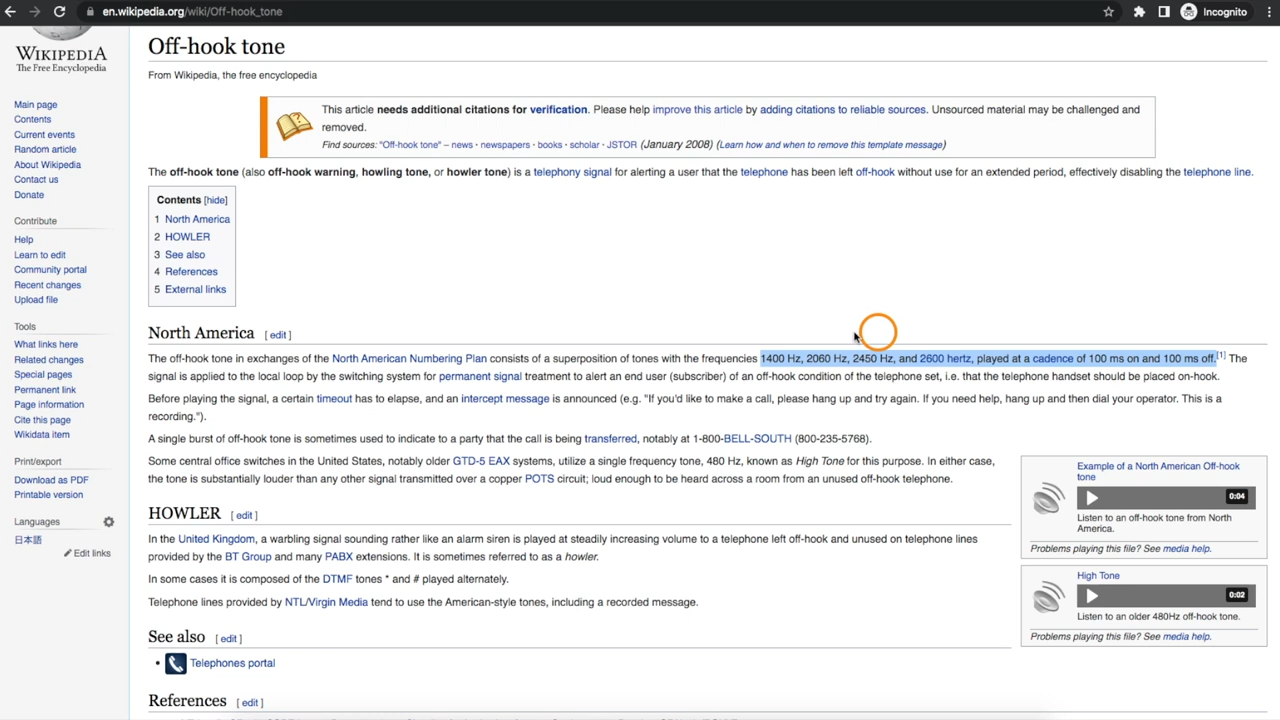 en.wikipedia.org/wiki/Off-hook_tone
Incognito
WIKIPEDIA
The Free Encyclopedia
Main page
Contents
Current events
Random article
About Wikipedia
Contact us
Donate
Contribute
Help
Learn to edit
Community portal
Recent changes
Upload file
Tools
What links here
Related changes
Special pages
Permanent link
Page information
Cite this page
Wikidata item
Print/export
Download as PDF
Printable version
Languages
日本語
Edit links
Off-hook tone
From Wikipedia, the free encyclopedia
This article needs additional citations for verification. Please help improve this article by adding citations to reliable sources. Unsourced material may be challenged and
removed.
Find sources: "Off-hook tone" – news · newspapers · books · scholar · JSTOR (January 2008) (Learn how and when to remove this template message)
The off-hook tone (also off-hook warning, howling tone, or howler tone) is a telephony signal for alerting a user that the telephone has been left off-hook without use for an extended period, effectively disabling the telephone line.
Contents [hide]
1 North America
2 HOWLER
3 See also
4 References
5 External links
North America [ edit ]
The off-hook tone in exchanges of the North American Numbering Plan consists of a superposition of tones with the frequencies 1400 Hz, 2060 Hz, 2450 Hz, and 2600 hertz, played at a cadence of 100 ms on and 100 ms off.[1] The
signal is applied to the local loop by the switching system for permanent signal treatment to alert an end user (subscriber) of an off-hook condition of the telephone set, i.e. that the telephone handset should be placed on-hook.
Before playing the signal, a certain timeout has to elapse, and an intercept message is announced (e.g. "If you'd like to make a call, please hang up and try again. If you need help, hang up and then dial your operator. This is a
recording.").
A single burst of off-hook tone is sometimes used to indicate to a party that the call is being transferred, notably at 1-800-BELL-SOUTH (800-235-5768).
Some central office switches in the United States, notably older GTD-5 EAX systems, utilize a single frequency tone, 480 Hz, known as High Tone for this purpose. In either case,
the tone is substantially louder than any other signal transmitted over a copper POTS circuit; loud enough to be heard across a room from an unused off-hook telephone.
Example of a North American Off-hook
tone
0:04
Listen to an off-hook tone from North
America.
Problems playing this file? See media help.
High Tone
0:02
Listen to an older 480Hz off-hook tone.
Problems playing this file? See media help.
HOWLER [ edit ]
In the United Kingdom, a warbling signal sounding rather like an alarm siren is played at steadily increasing volume to a telephone left off-hook and unused on telephone lines
provided by the BT Group and many PABX extensions. It is sometimes referred to as a howler.
In some cases it is composed of the DTMF tones * and # played alternately.
Telephone lines provided by NTL/Virgin Media tend to use the American-style tones, including a recorded message.
See also [ edit ]
• Telephones portal
References [ edit ]